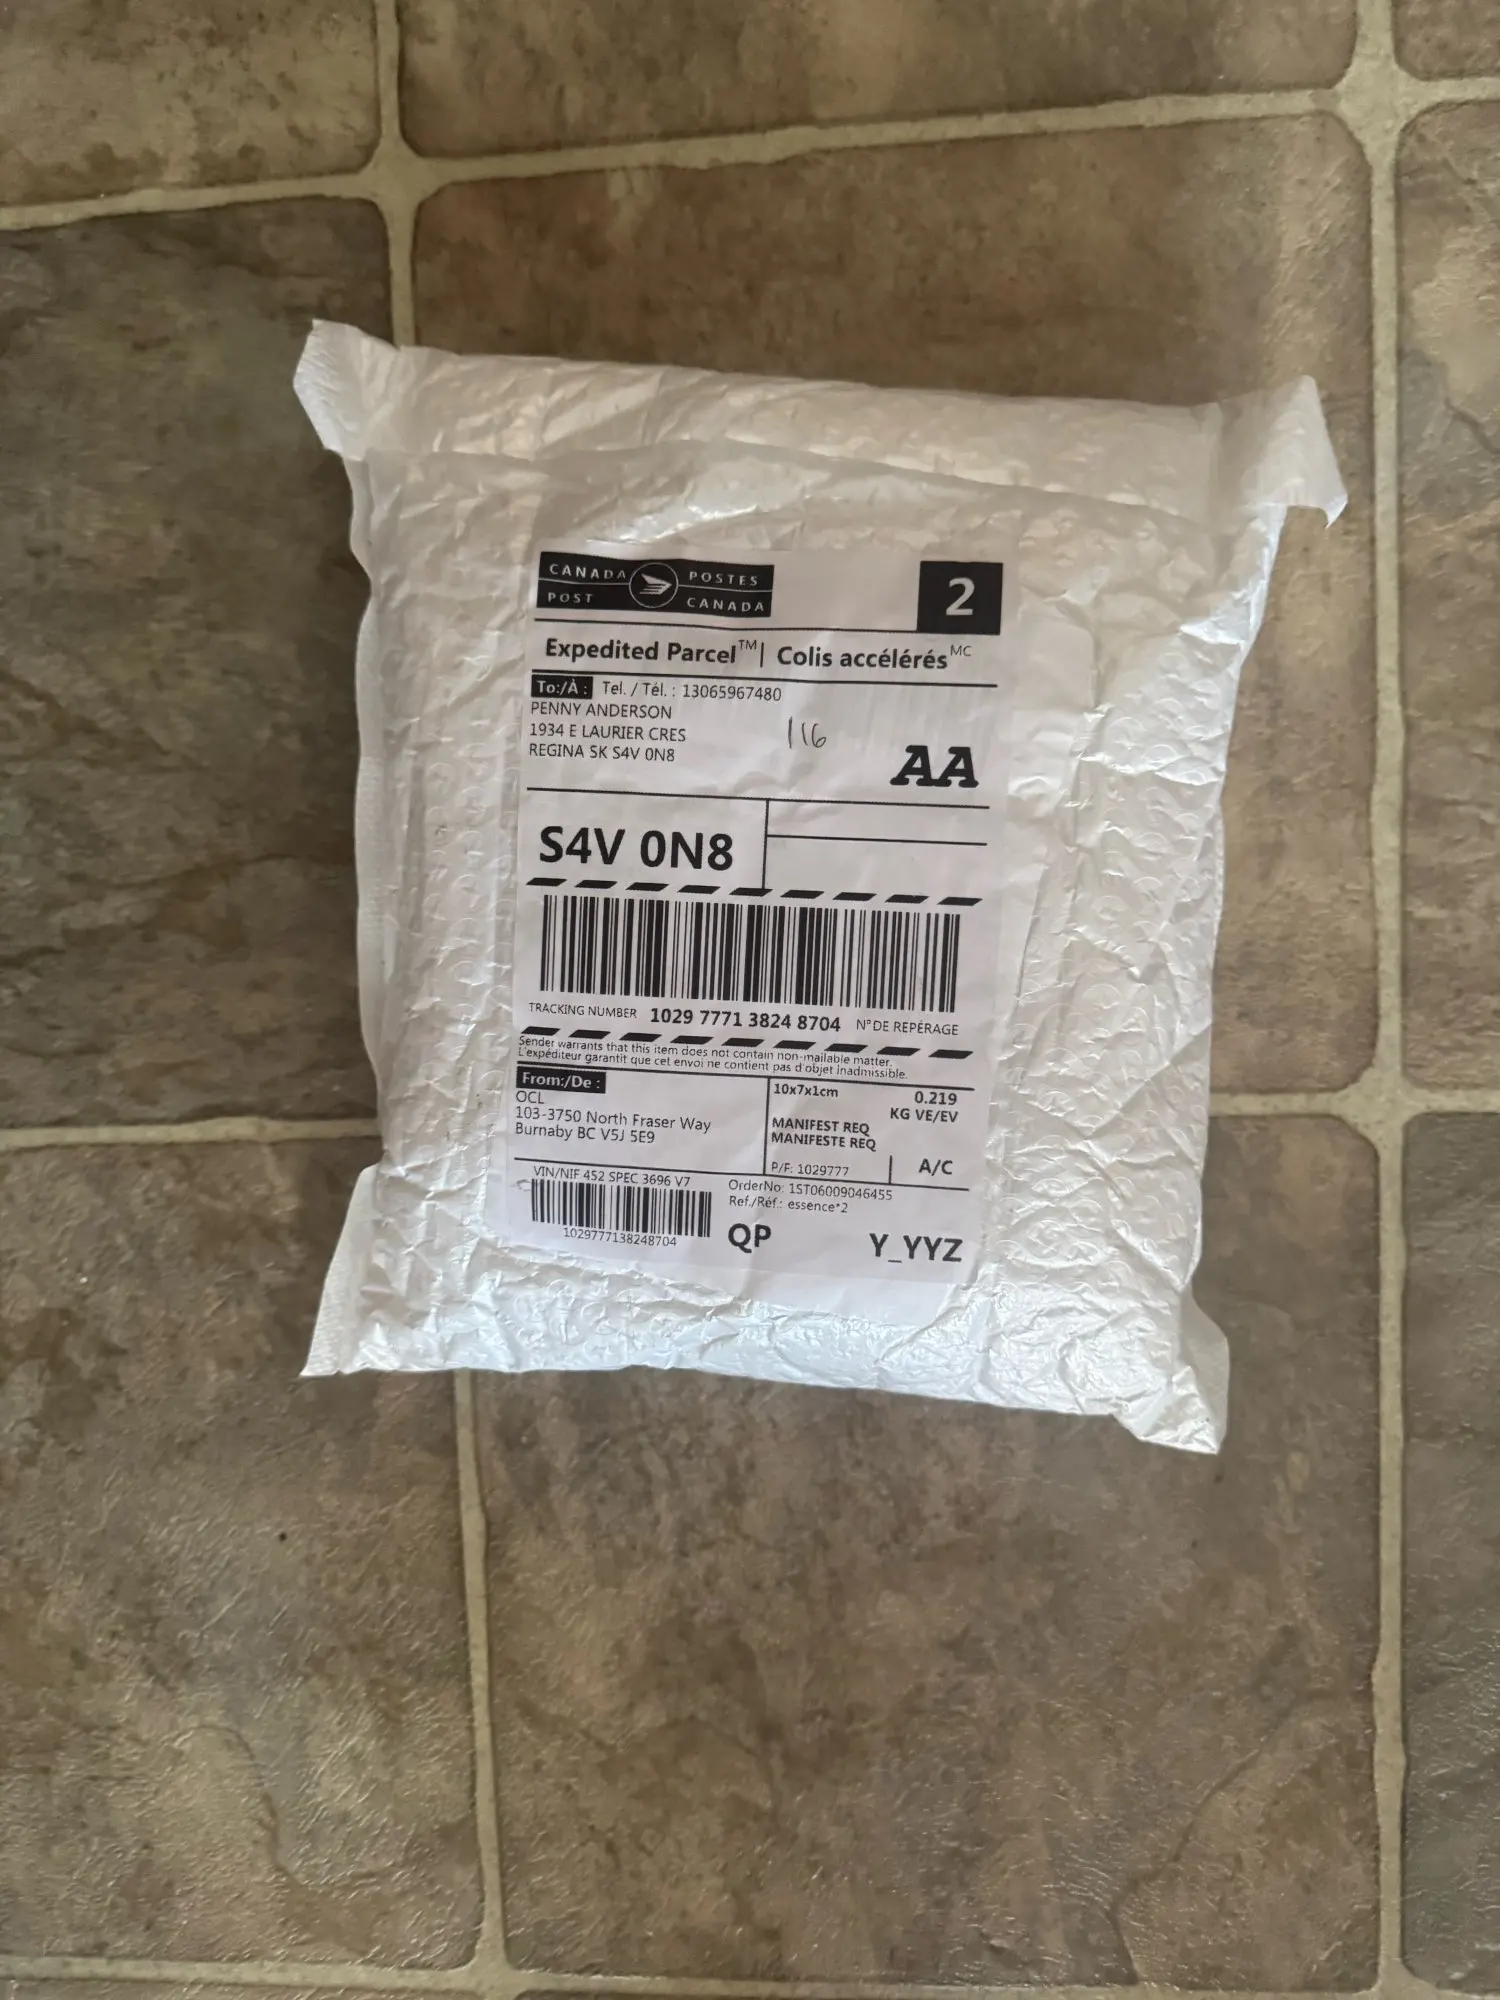 CANADA POST POSTES CANADA
2
Expedited Parcel™ | Colis accélérés MC
To:/À : Tel. / Tél. : 13065967480
PENNY ANDERSON
1934 E LAURIER CRES
REGINA SK S4V 0N8
116
AA
S4V 0N8
TRACKING NUMBER 1029 7771 3824 8704 N° DE REPÉRAGE
Sender warrants that this item does not contain non-mailable matter.
L'expéditeur garantit que cet envoi ne contient pas d'objet inadmissible.
From:/De :
OCL
103-3750 North Fraser Way
Burnaby BC V5J 5E9
10x7x1cm
0.219
KG VE/EV
MANIFEST REQ
MANIFESTE REQ
P/F: 1029777
A/C
VIN/NIF 452 SPEC 3696 V7
1029777138248704
OrderNo: 1ST06009046455
Ref./Réf.: essence*2
QP
Y_YYZ